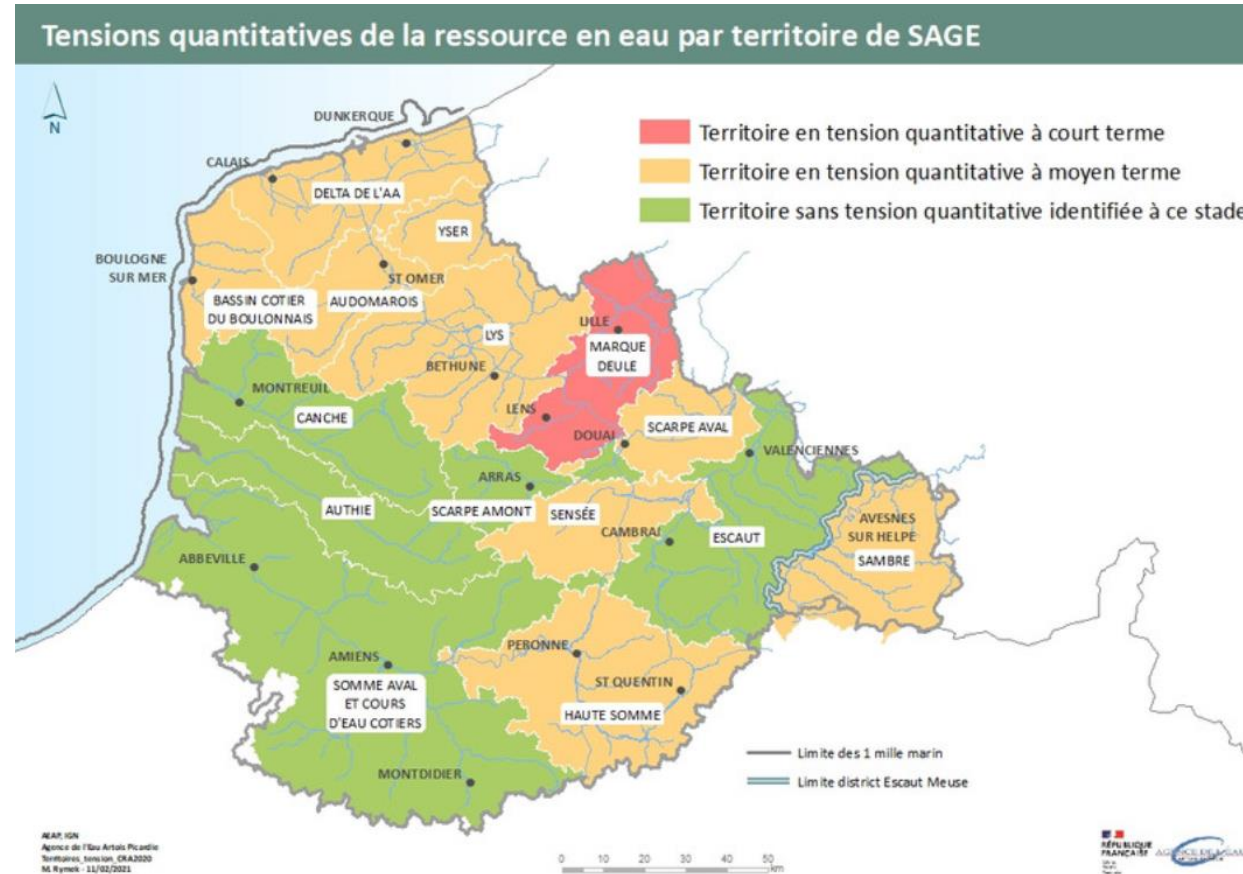 Tensions quantitatives de la ressource en eau par territoire de SAGE
N
DUNKERQUE
CALAIS
DELTA DE L'AA
YSER
BOULOGNE
SUR MER
ST OMER
BASSIN COTIER
DU BOULONNAIS
AUDOMAROIS
LYS
LILLE
MARQUE
DEULE
BETHUNE
MONTREUIL
CANCHE
LENS
DOUAI
SCARPE AVAL
VALENCIENNES
ARRAS
AUTHIE
SCARPE AMONT
SENSÉE
CAMBRAI
ESCAUT
AVESNES
SUR HELPE
SAMBRE
ABBEVILLE
PERONNE
AMIENS
ST QUENTIN
SOMME AVAL
ET COURS
D'EAU COTIERS
HAUTE SOMME
MONTDIDIER
Territoire en tension quantitative à court terme
Territoire en tension quantitative à moyen terme
Territoire sans tension quantitative identifiée à ce stade
Limite des 1 mille marin
Limite district Escaut Meuse
AEAP, IGN
Agence de l'Eau Artois Picardie
Territoires_tension_CRA2020
M. Rymek - 11/02/2021
0 10 20 30 40 50
km
RÉPUBLIQUE
FRANÇAISE
AGENCE DE L'EAU